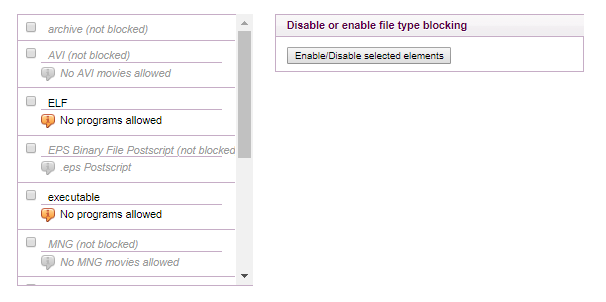 archive (not blocked)
AVI (not blocked)
No AVI movies allowed
ELF
No programs allowed
EPS Binary File Postscript (not blocked
.eps Postscript
executable
No programs allowed
MNG (not blocked)
No MNG movies allowed
Disable or enable file type blocking
Enable/Disable selected elements